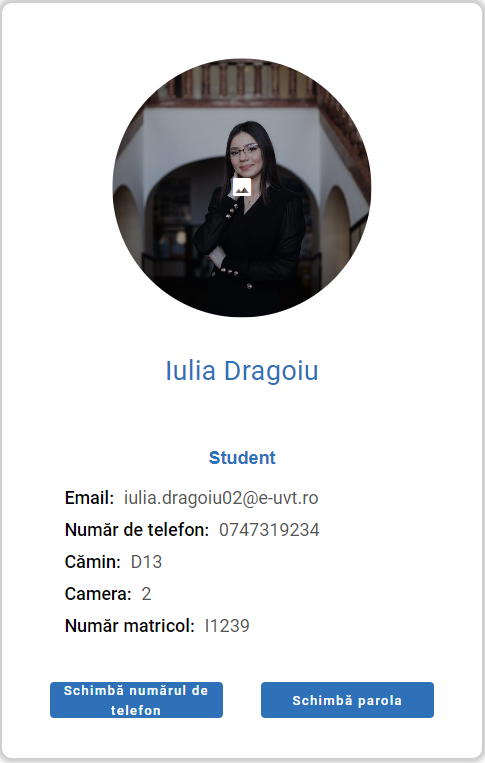 Iulia Dragoiu
Student
Email: iulia.dragoiu02@e-uvt.ro
Număr de telefon: 0747319234
Cămin: D13
Camera: 2
Număr matricol: I1239
Schimbă numărul de
telefon
Schimbă parola